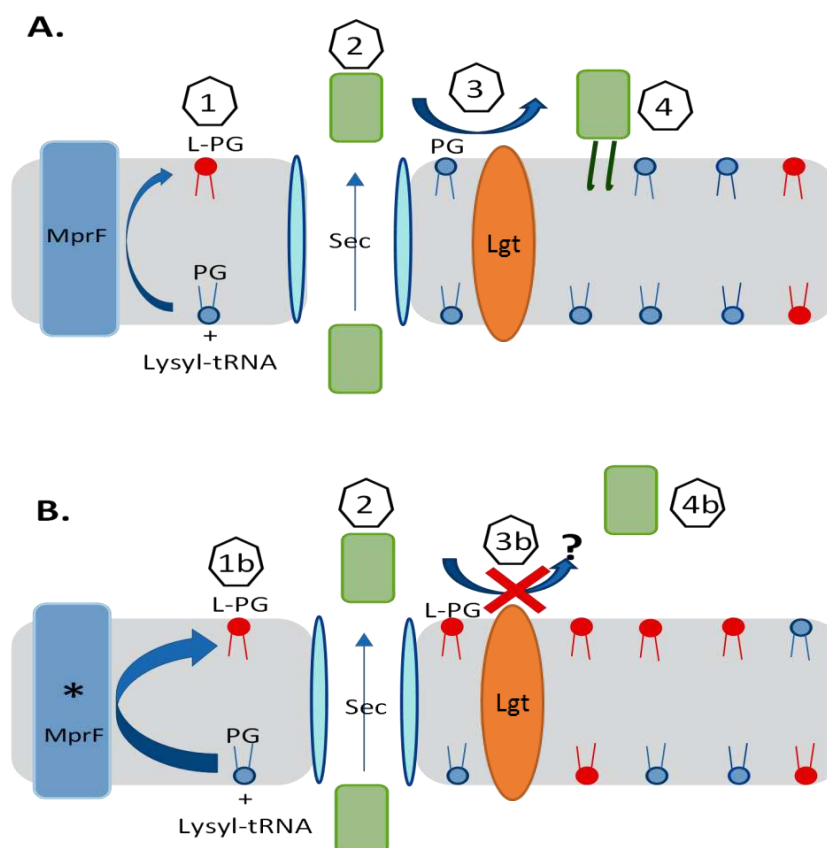 A.
2
1
3
4
L-PG
PG
MprF
Sec
Lgt
PG
+
Lysyl-tRNA
B.
2
4b
3b
?
1b
L-PG
L-PG
*
MprF
Sec
Lgt
PG
+
Lysyl-tRNA